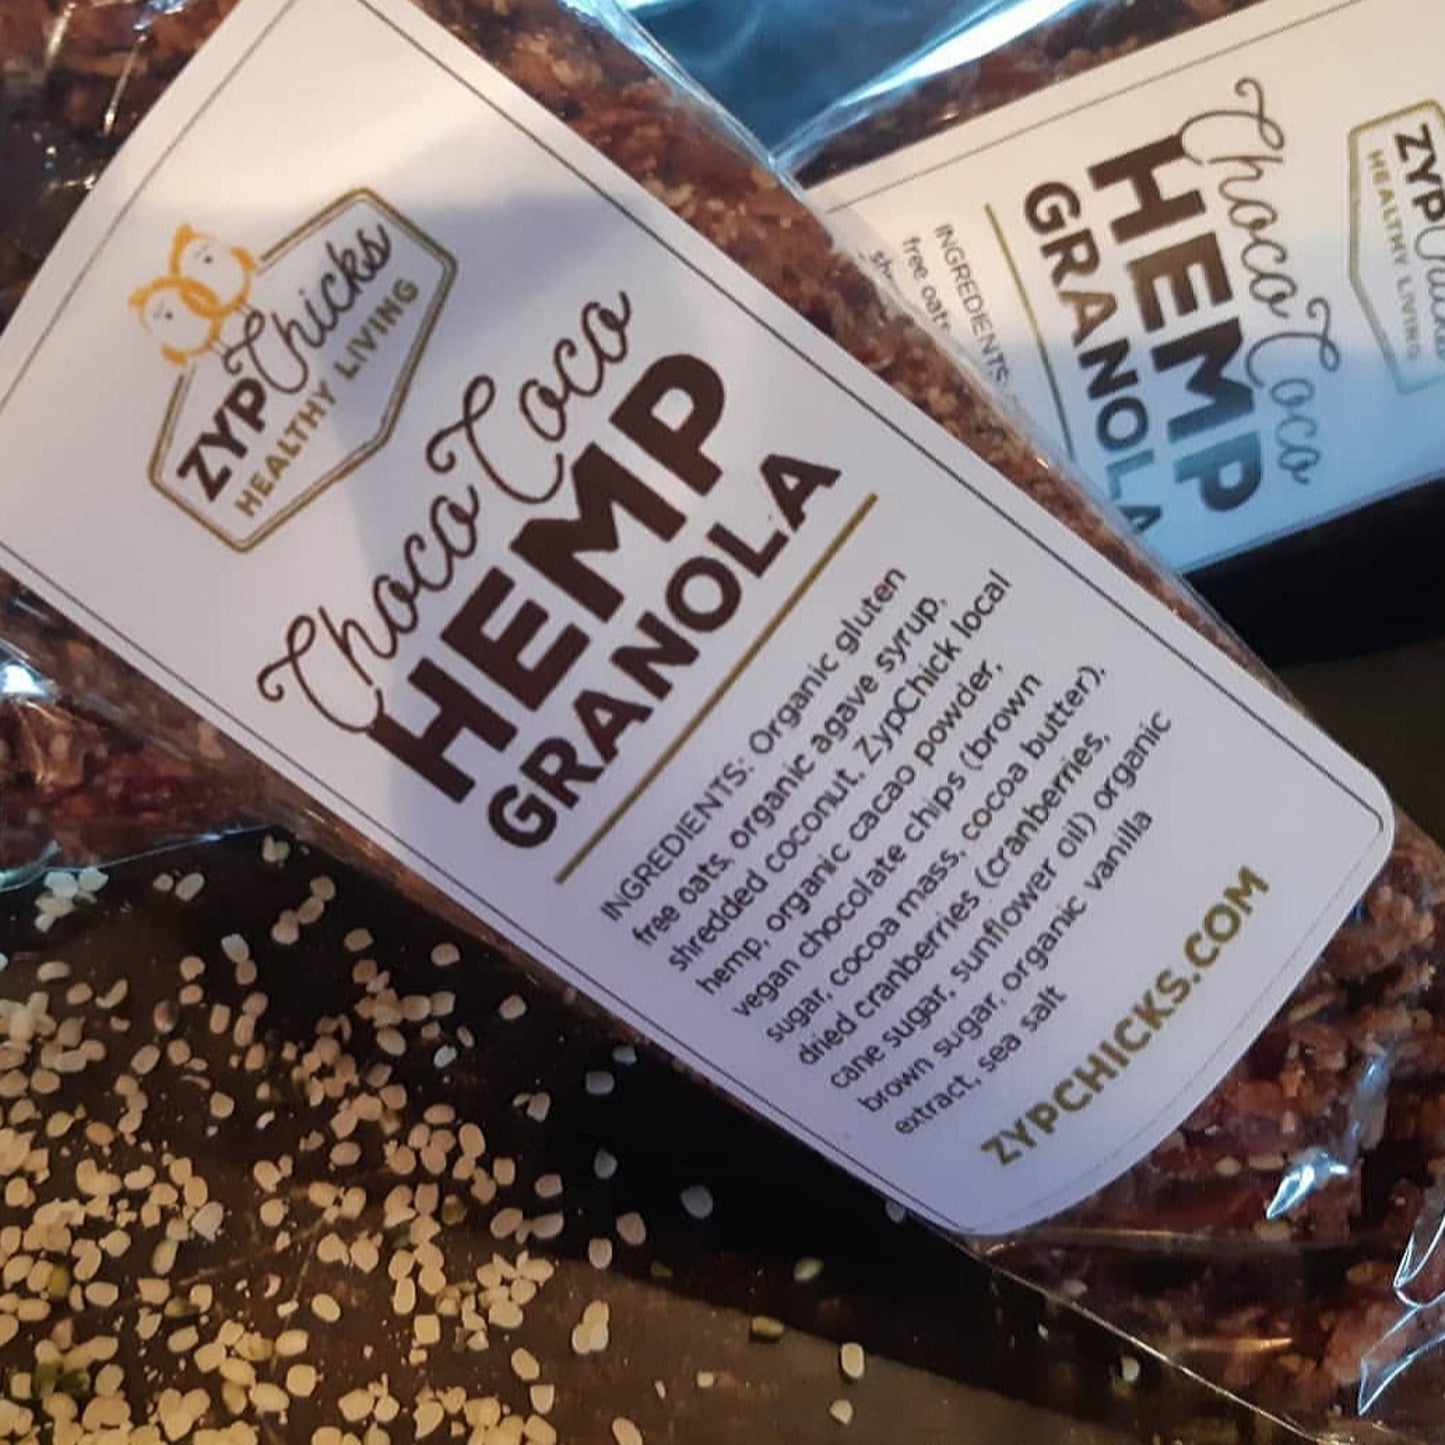 ZYPChicks
HEALTHY LIVING
Choco Coco
HEMP
GRANOLA
INGREDIENTS: Organic gluten
free oats, organic agave syrup,
shredded coconut, ZypChick local
hemp, organic cacao powder,
vegan chocolate chips (brown
sugar, cocoa mass, cocoa butter),
dried cranberries (cranberries,
cane sugar, sunflower oil) organic
brown sugar, organic vanilla
extract, sea salt
ZYPCHICKS.COM
ZYPChicks
HEALTHY LIVING
Choco Coco
HEMP
GRANOLA
INGREDIENTS:
free oats